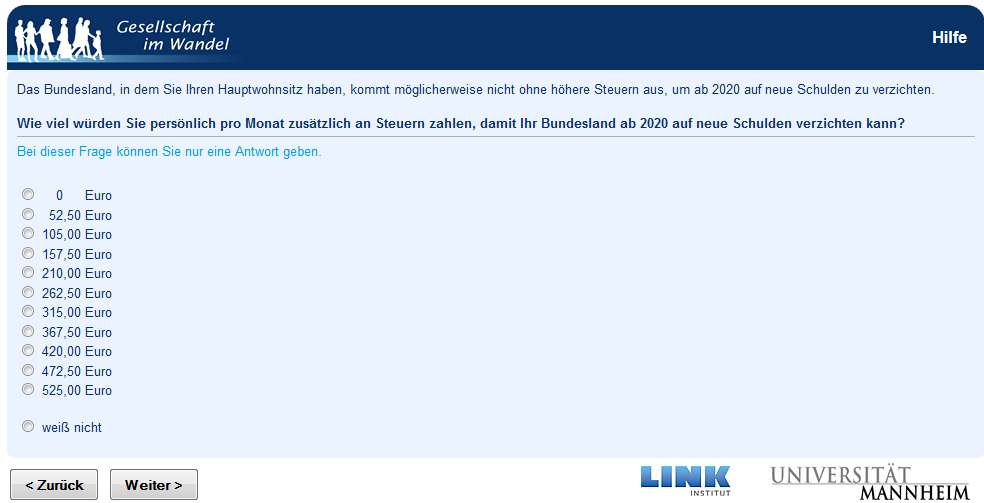 Gesellschaft
im Wandel
Hilfe
Das Bundesland, in dem Sie Ihren Hauptwohnsitz haben, kommt möglicherweise nicht ohne höhere Steuern aus, um ab 2020 auf neue Schulden zu verzichten.
Wie viel würden Sie persönlich pro Monat zusätzlich an Steuern zahlen, damit Ihr Bundesland ab 2020 auf neue Schulden verzichten kann?
Bei dieser Frage können Sie nur eine Antwort geben.
0 Euro
52,50 Euro
105,00 Euro
157,50 Euro
210,00 Euro
262,50 Euro
315,00 Euro
367,50 Euro
420,00 Euro
472,50 Euro
525,00 Euro
weiß nicht
< Zurück
Weiter >
LINK
INSTITUT
UNIVERSITÄT
MANNHEIM